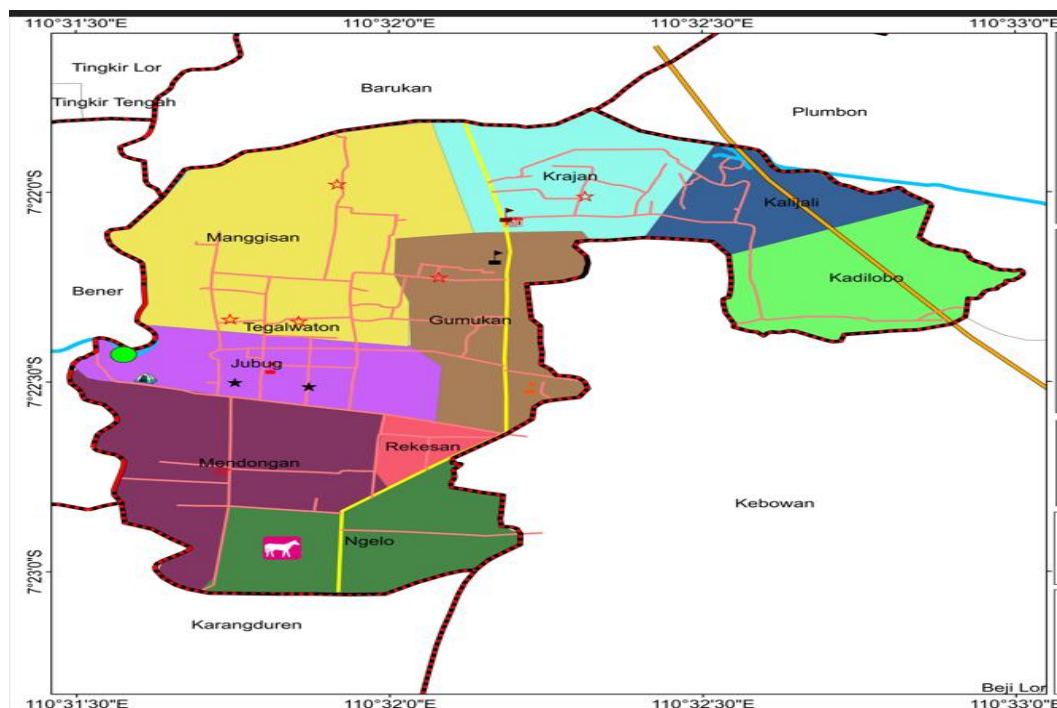 110°31'30"E 110°32'0"E 110°32'30"E 110°33'0"E
Tingkir Lor
Barukan
Tingkir Tengah
Plumbon
7°22'0"S
Krajan
Kalijali
Manggisan
Kadilobo
Bener
Gumukan
Tegalwaton
Jubug
7°22'30"S
Rekesan
Mendongan
Kebowan
Ngelo
7°23'0"S
Karangduren
Beji Lor
110°31'30"E 110°32'0"E 110°32'30"E 110°33'0"E